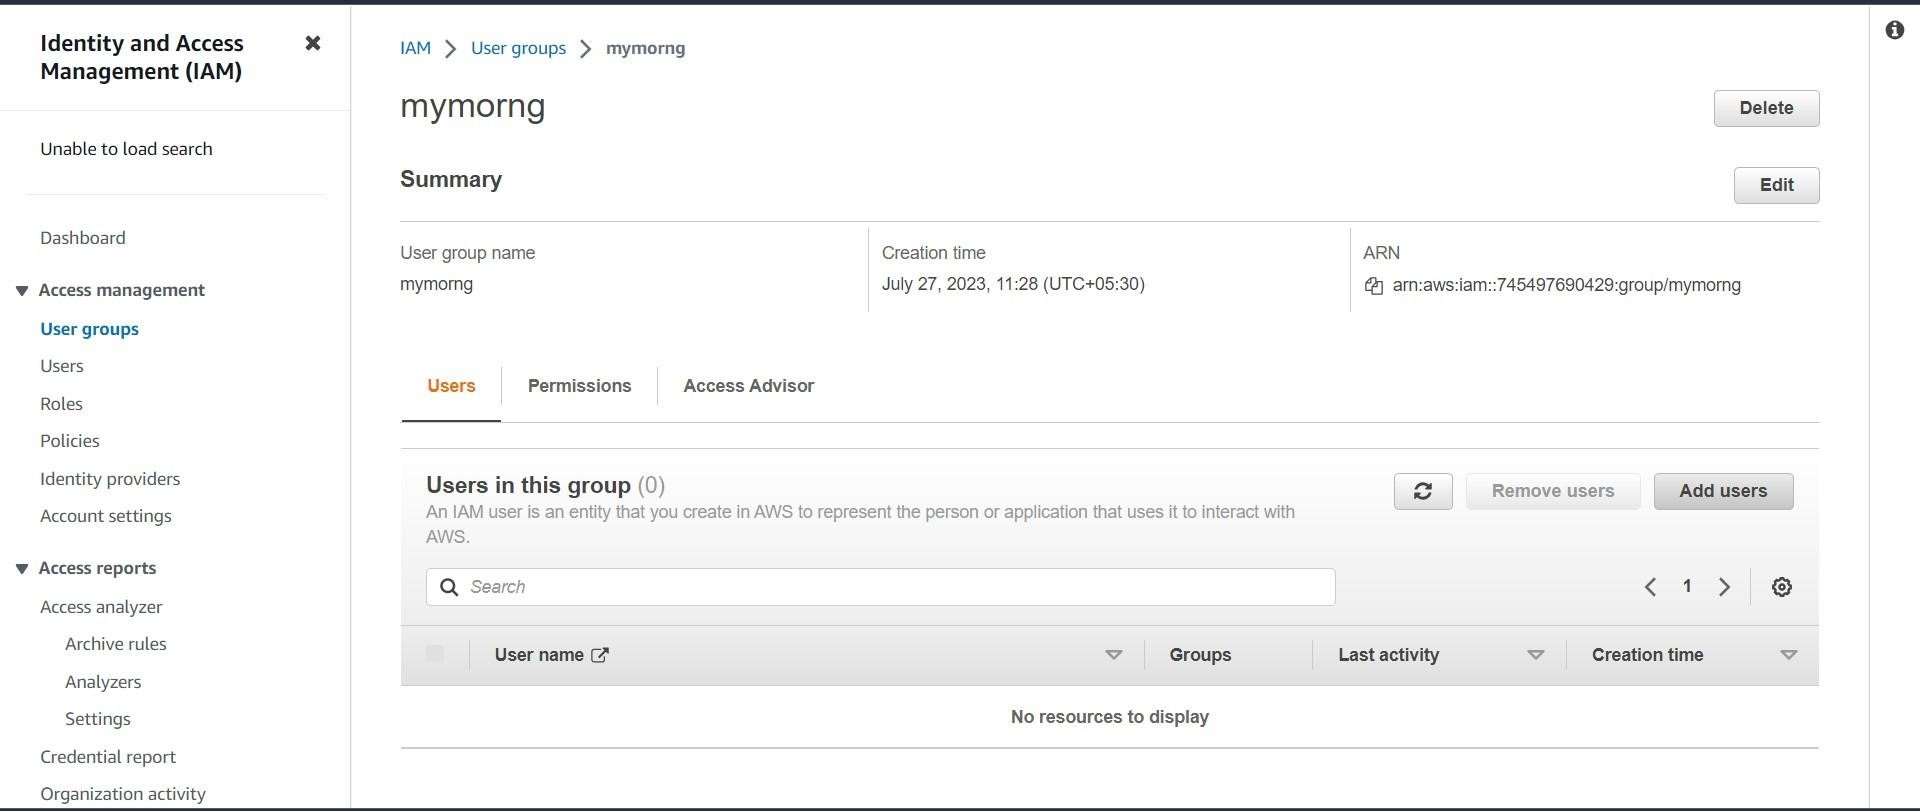 Identity and Access
Management (IAM)
Unable to load search
Dashboard
Access management
User groups
Users
Roles
Policies
Identity providers
Account settings
Access reports
Access analyzer
Archive rules
Analyzers
Settings
Credential report
Organization activity
IAM > User groups > mymorng
mymorng
Delete
Summary
Edit
User group name
mymorng
Creation time
July 27, 2023, 11:28 (UTC+05:30)
ARN
arn:aws:iam::745497690429:group/mymorng
Users Permissions Access Advisor
Users in this group (0)
An IAM user is an entity that you create in AWS to represent the person or application that uses it to interact with
AWS.
Remove users Add users
Search
1
User name Groups Last activity Creation time
No resources to display